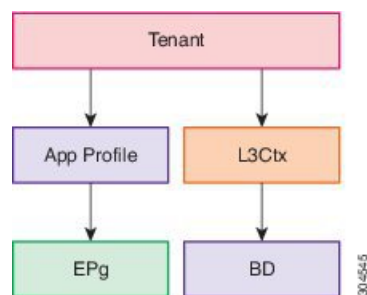 Tenant
App Profile
L3Ctx
EPg
BD
304545